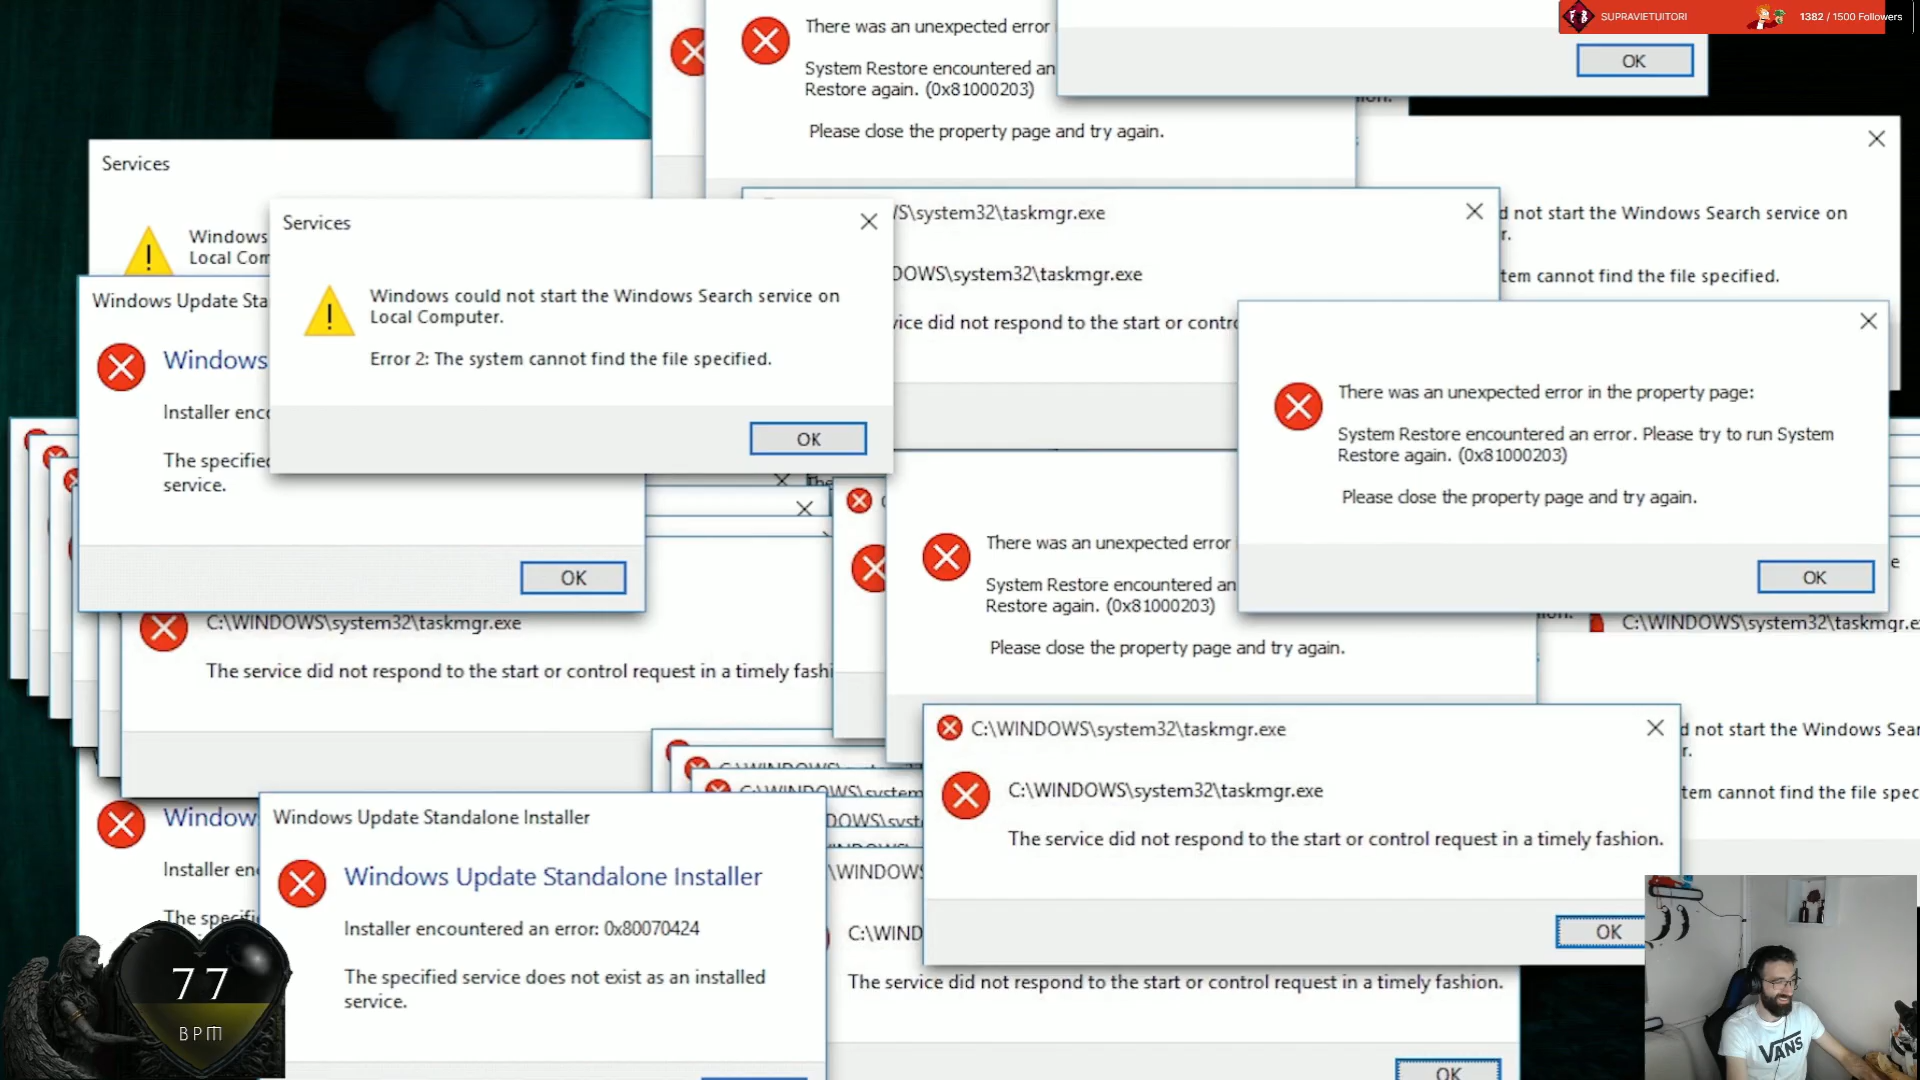 SUPRAVIETUITORI
1382 / 1500 Followers
There was an unexpected error
System Restore encountered an
Restore again. (0x81000203)
Please close the property page and try again.
OK
Services
Windows
Local Com
Services
Windows could not start the Windows Search service on
Local Computer.
Error 2: The system cannot find the file specified.
OK
S\system32\taskmgr.exe
DOWS\system32\taskmgr.exe
vice did not respond to the start or contro
d not start the Windows Search service on
r.
tem cannot find the file specified.
Windows Update Sta
Windows
Installer enco
The specified
service.
OK
There was an unexpected error in the property page:
System Restore encountered an error. Please try to run System
Restore again. (0x81000203)
Please close the property page and try again.
OK
C:\WINDOWS\system32\taskmgr.exe
The service did not respond to the start or control request in a timely fashi
There was an unexpected error
System Restore encountered an
Restore again. (0x81000203)
Please close the property page and try again.
C:\WINDOWS\system32\taskmgr.e
d not start the Windows Sear
r.
tem cannot find the file spec
C:\WINDOWS\system32\taskmgr.exe
C:\WINDOWS\system32\taskmgr.exe
The service did not respond to the start or control request in a timely fashion.
OK
Window
Installer en
The specifi
Windows Update Standalone Installer
Windows Update Standalone Installer
Installer encountered an error: 0x80070424
The specified service does not exist as an installed
service.
\WINDOWS
C:\WIND
The service did not respond to the start or control request in a timely fashion.
OK
77
BPM
VANS